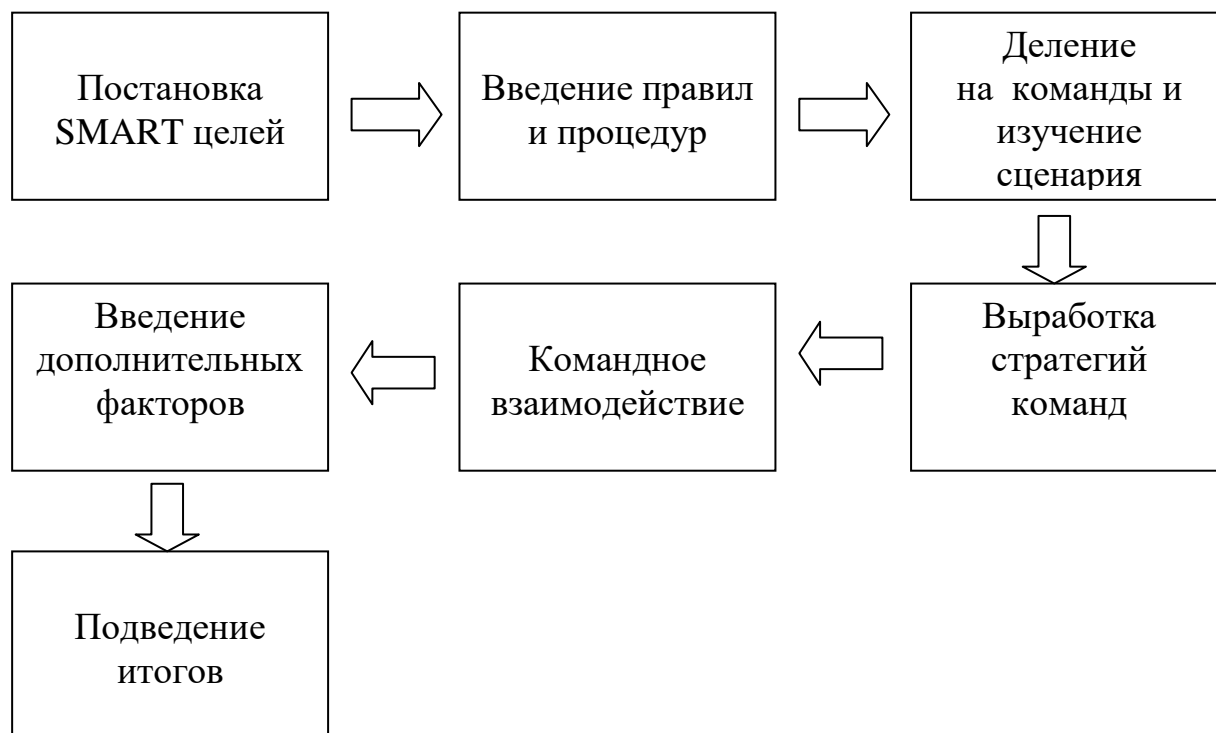 Постановка
SMART целей
Введение правил
и процедур
Деление
на команды и
изучение
сценария
Выработка
стратегий
команд
Командное
взаимодействие
Введение
дополнительных
факторов
Подведение
итогов